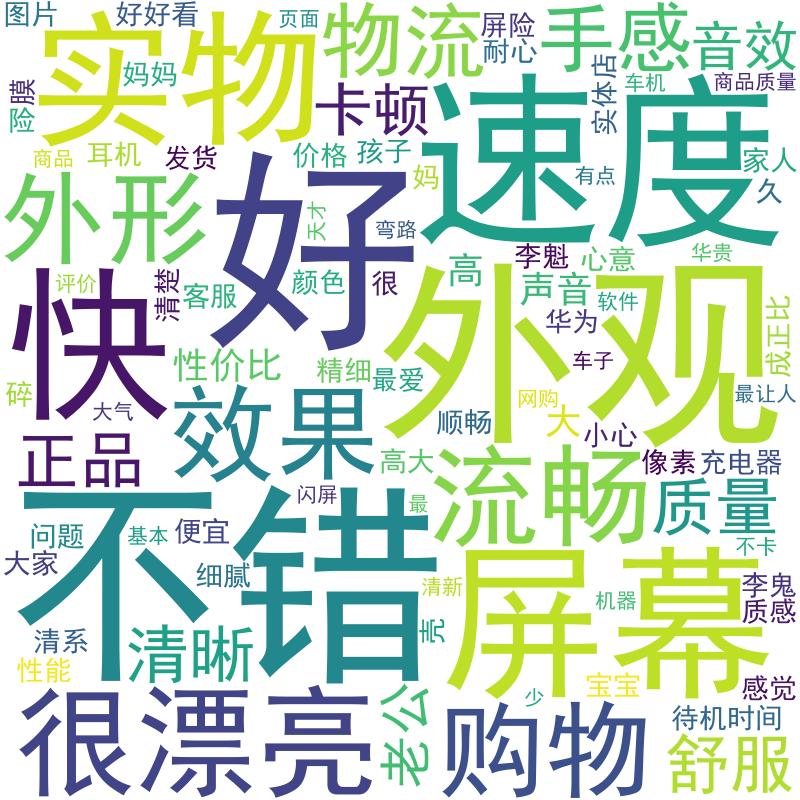 图片
好好看
页面
物流
屏险
耐心
手感
音效
实物
妈妈
膜
险
卡顿
实体店
车机
商品质量
速度
商品
耳机
发货
价格
孩子
妈
有点
家人
久
外形
好
天才
弯路
李魁
心意
华贵
高
评价
清楚
客服
颜色
很
声音
软件
快
外观
华为
成正比
性价比
精细
最爱
车子
碎
大气
网购
最让人
效果
顺畅
大
小心
正品
高大
流畅
像素
充电器
闪屏
最
质量
不错
问题
基本
便宜
不卡
大家
细腻
清新
屏幕
机器
李鬼
质感
清系
清晰
壳
性能
宝宝
感觉
很漂亮
老公
少
购物
待机时间
舒服